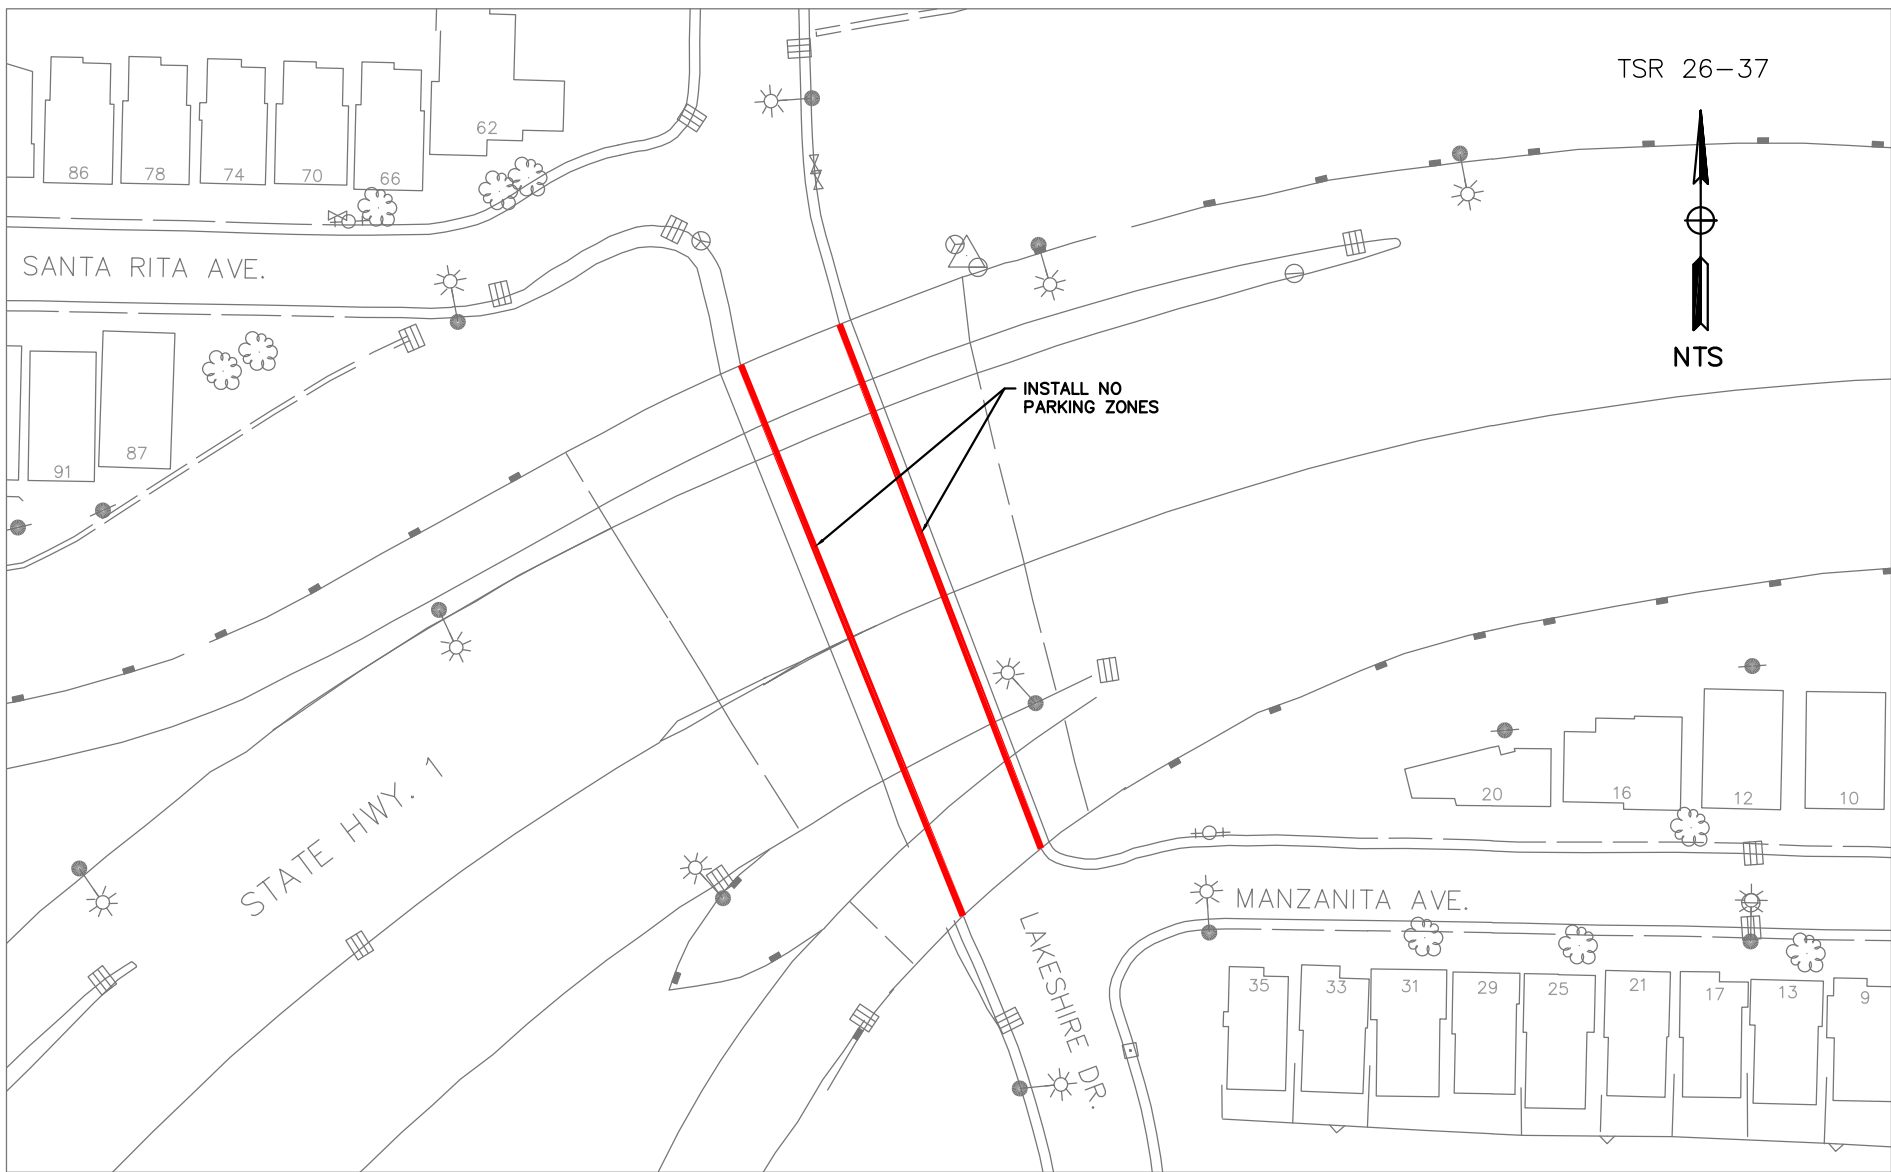 TSR 26-37
NTS
62
86
78
74
70
66
SANTA RITA AVE.
91
87
INSTALL NO
PARKING ZONES
STATE HWY. 1
20
16
12
10
MANZANITA AVE.
LAKESHIRE DR.
35
33
31
29
25
21
17
13
9